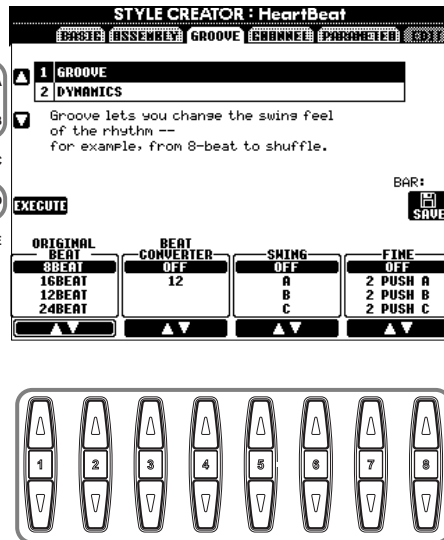 STYLE CREATOR : HeartBeat
BASIC ASSEMBLY GROOVE CHANNEL PARAMETER EDIT
1 GROOVE
2 DYNAMICS
Groove lets you change the swing feel
of the rhythm --
for example, from 8-beat to shuffle.
BAR:
EXECUTE SAVE
ORIGINAL BEAT BEAT CONVERTER SWING FINE
8BEAT OFF OFF OFF
16BEAT 12 A 2 PUSH A
12BEAT B 2 PUSH B
24BEAT C 2 PUSH C
1 2 3 4 5 6 7 8